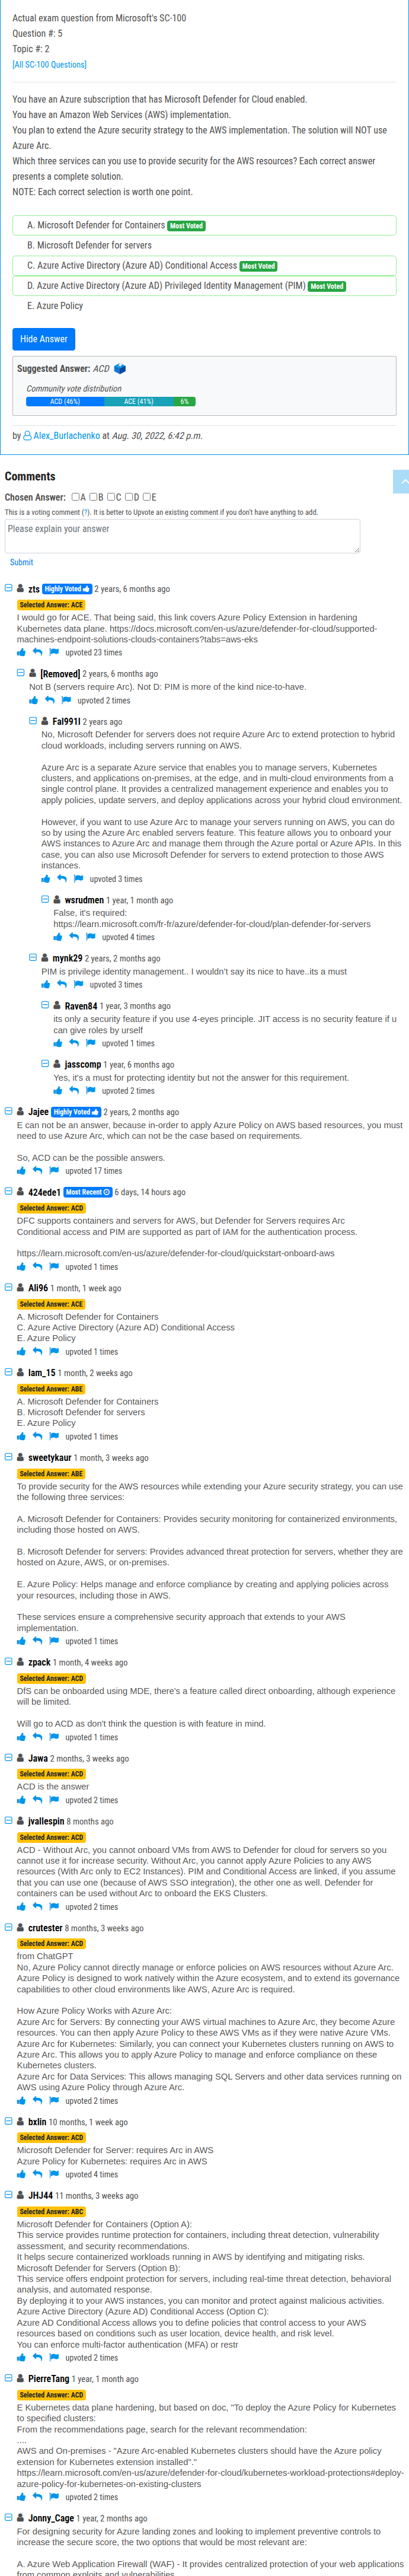 Actual exam question from Microsoft's SC-100
Question #: 5
Topic #: 2
[All SC-100 Questions]
You have an Azure subscription that has Microsoft Defender for Cloud enabled.
You have an Amazon Web Services (AWS) implementation.
You plan to extend the Azure security strategy to the AWS implementation. The solution will NOT use
Azure Arc.
Which three services can you use to provide security for the AWS resources? Each correct answer
presents a complete solution.
NOTE: Each correct selection is worth one point.
A. Microsoft Defender for Containers Most Voted
B. Microsoft Defender for servers
C. Azure Active Directory (Azure AD) Conditional Access Most Voted
D. Azure Active Directory (Azure AD) Privileged Identity Management (PIM) Most Voted
E. Azure Policy
Hide Answer
Suggested Answer: ACD
Community vote distribution
ACD (46%) ACE (41%) 6%
by Alex_Burlachenko at Aug. 30, 2022, 6:42 p.m.
Comments
Chosen Answer: A B C D E
This is a voting comment (?). It is better to Upvote an existing comment if you don't have anything to add.
Please explain your answer
Submit
zts Highly Voted 2 years, 6 months ago
Selected Answer: ACE
I would go for ACE. That being said, this link covers Azure Policy Extension in hardening
Kubernetes data plane. https://docs.microsoft.com/en-us/azure/defender-for-cloud/supported-
machines-endpoint-solutions-clouds-containers?tabs=aws-eks
upvoted 23 times
[Removed] 2 years, 6 months ago
Not B (servers require Arc). Not D: PIM is more of the kind nice-to-have.
upvoted 2 times
Fal991l 2 years ago
No, Microsoft Defender for servers does not require Azure Arc to extend protection to hybrid
cloud workloads, including servers running on AWS.
Azure Arc is a separate Azure service that enables you to manage servers, Kubernetes
clusters, and applications on-premises, at the edge, and in multi-cloud environments from a
single control plane. It provides a centralized management experience and enables you to
apply policies, update servers, and deploy applications across your hybrid cloud environment.
However, if you want to use Azure Arc to manage your servers running on AWS, you can do
so by using the Azure Arc enabled servers feature. This feature allows you to onboard your
AWS instances to Azure Arc and manage them through the Azure portal or Azure APIs. In this
case, you can also use Microsoft Defender for servers to extend protection to those AWS
instances.
upvoted 3 times
wsrudmen 1 year, 1 month ago
False, it's required:
https://learn.microsoft.com/fr-fr/azure/defender-for-cloud/plan-defender-for-servers
upvoted 4 times
mynk29 2 years, 2 months ago
PIM is privilege identity management.. I wouldn't say its nice to have..its a must
upvoted 3 times
Raven84 1 year, 3 months ago
its only a security feature if you use 4-eyes principle. JIT access is no security feature if u
can give roles by urself
upvoted 1 times
jasscomp 1 year, 6 months ago
Yes, it's a must for protecting identity but not the answer for this requirement.
upvoted 2 times
Jajee Highly Voted 2 years, 2 months ago
E can not be an answer, because in-order to apply Azure Policy on AWS based resources, you must
need to use Azure Arc, which can not be the case based on requirements.
So, ACD can be the possible answers.
upvoted 17 times
424ede1 Most Recent 6 days, 14 hours ago
Selected Answer: ACD
DFC supports containers and servers for AWS, but Defender for Servers requires Arc
Conditional access and PIM are supported as part of IAM for the authentication process.
https://learn.microsoft.com/en-us/azure/defender-for-cloud/quickstart-onboard-aws
upvoted 1 times
Ali96 1 month, 1 week ago
Selected Answer: ACE
A. Microsoft Defender for Containers
C. Azure Active Directory (Azure AD) Conditional Access
E. Azure Policy
upvoted 1 times
Iam_15 1 month, 2 weeks ago
Selected Answer: ABE
A. Microsoft Defender for Containers
B. Microsoft Defender for servers
E. Azure Policy
upvoted 1 times
sweetykaur 1 month, 3 weeks ago
Selected Answer: ABE
To provide security for the AWS resources while extending your Azure security strategy, you can use
the following three services:
A. Microsoft Defender for Containers: Provides security monitoring for containerized environments,
including those hosted on AWS.
B. Microsoft Defender for servers: Provides advanced threat protection for servers, whether they are
hosted on Azure, AWS, or on-premises.
E. Azure Policy: Helps manage and enforce compliance by creating and applying policies across
your resources, including those in AWS.
These services ensure a comprehensive security approach that extends to your AWS
implementation.
upvoted 1 times
zpack 1 month, 4 weeks ago
Selected Answer: ACD
DfS can be onboarded using MDE, there's a feature called direct onboarding, although experience
will be limited.
Will go to ACD as don't think the question is with feature in mind.
upvoted 1 times
Jawa 2 months, 3 weeks ago
Selected Answer: ACD
ACD is the answer
upvoted 2 times
jvallespin 8 months ago
Selected Answer: ACD
ACD - Without Arc, you cannot onboard VMs from AWS to Defender for cloud for servers so you
cannot use it for increase security. Without Arc, you cannot apply Azure Policies to any AWS
resources (With Arc only to EC2 Instances). PIM and Conditional Access are linked, if you assume
that you can use one (because of AWS SSO integration), the other one as well. Defender for
containers can be used without Arc to onboard the EKS Clusters.
upvoted 2 times
crutester 8 months, 3 weeks ago
Selected Answer: ACD
from ChatGPT
No, Azure Policy cannot directly manage or enforce policies on AWS resources without Azure Arc.
Azure Policy is designed to work natively within the Azure ecosystem, and to extend its governance
capabilities to other cloud environments like AWS, Azure Arc is required.
How Azure Policy Works with Azure Arc:
Azure Arc for Servers: By connecting your AWS virtual machines to Azure Arc, they become Azure
resources. You can then apply Azure Policy to these AWS VMs as if they were native Azure VMs.
Azure Arc for Kubernetes: Similarly, you can connect your Kubernetes clusters running on AWS to
Azure Arc. This allows you to apply Azure Policy to manage and enforce compliance on these
Kubernetes clusters.
Azure Arc for Data Services: This allows managing SQL Servers and other data services running on
AWS using Azure Policy through Azure Arc.
upvoted 2 times
bxlin 10 months, 1 week ago
Selected Answer: ACD
Microsoft Defender for Server: requires Arc in AWS
Azure Policy for Kubernetes: requires Arc in AWS
upvoted 4 times
JHJ44 11 months, 3 weeks ago
Selected Answer: ABC
Microsoft Defender for Containers (Option A):
This service provides runtime protection for containers, including threat detection, vulnerability
assessment, and security recommendations.
It helps secure containerized workloads running in AWS by identifying and mitigating risks.
Microsoft Defender for Servers (Option B):
This service offers endpoint protection for servers, including real-time threat detection, behavioral
analysis, and automated response.
By deploying it to your AWS instances, you can monitor and protect against malicious activities.
Azure Active Directory (Azure AD) Conditional Access (Option C):
Azure AD Conditional Access allows you to define policies that control access to your AWS
resources based on conditions such as user location, device health, and risk level.
You can enforce multi-factor authentication (MFA) or restr
upvoted 2 times
PierreTang 1 year, 1 month ago
Selected Answer: ACD
E Kubernetes data plane hardening, but based on doc, "To deploy the Azure Policy for Kubernetes
to specified clusters:
From the recommendations page, search for the relevant recommendation:
....
AWS and On-premises - "Azure Arc-enabled Kubernetes clusters should have the Azure policy
extension for Kubernetes extension installed"."
https://learn.microsoft.com/en-us/azure/defender-for-cloud/kubernetes-workload-protections#deploy-
azure-policy-for-kubernetes-on-existing-clusters
upvoted 2 times
Jonny_Cage 1 year, 2 months ago
For designing security for Azure landing zones and looking to implement preventive controls to
increase the secure score, the two options that would be most relevant are:
A. Azure Web Application Firewall (WAF) - It provides centralized protection of your web applications
from common exploits and vulnerabilities.